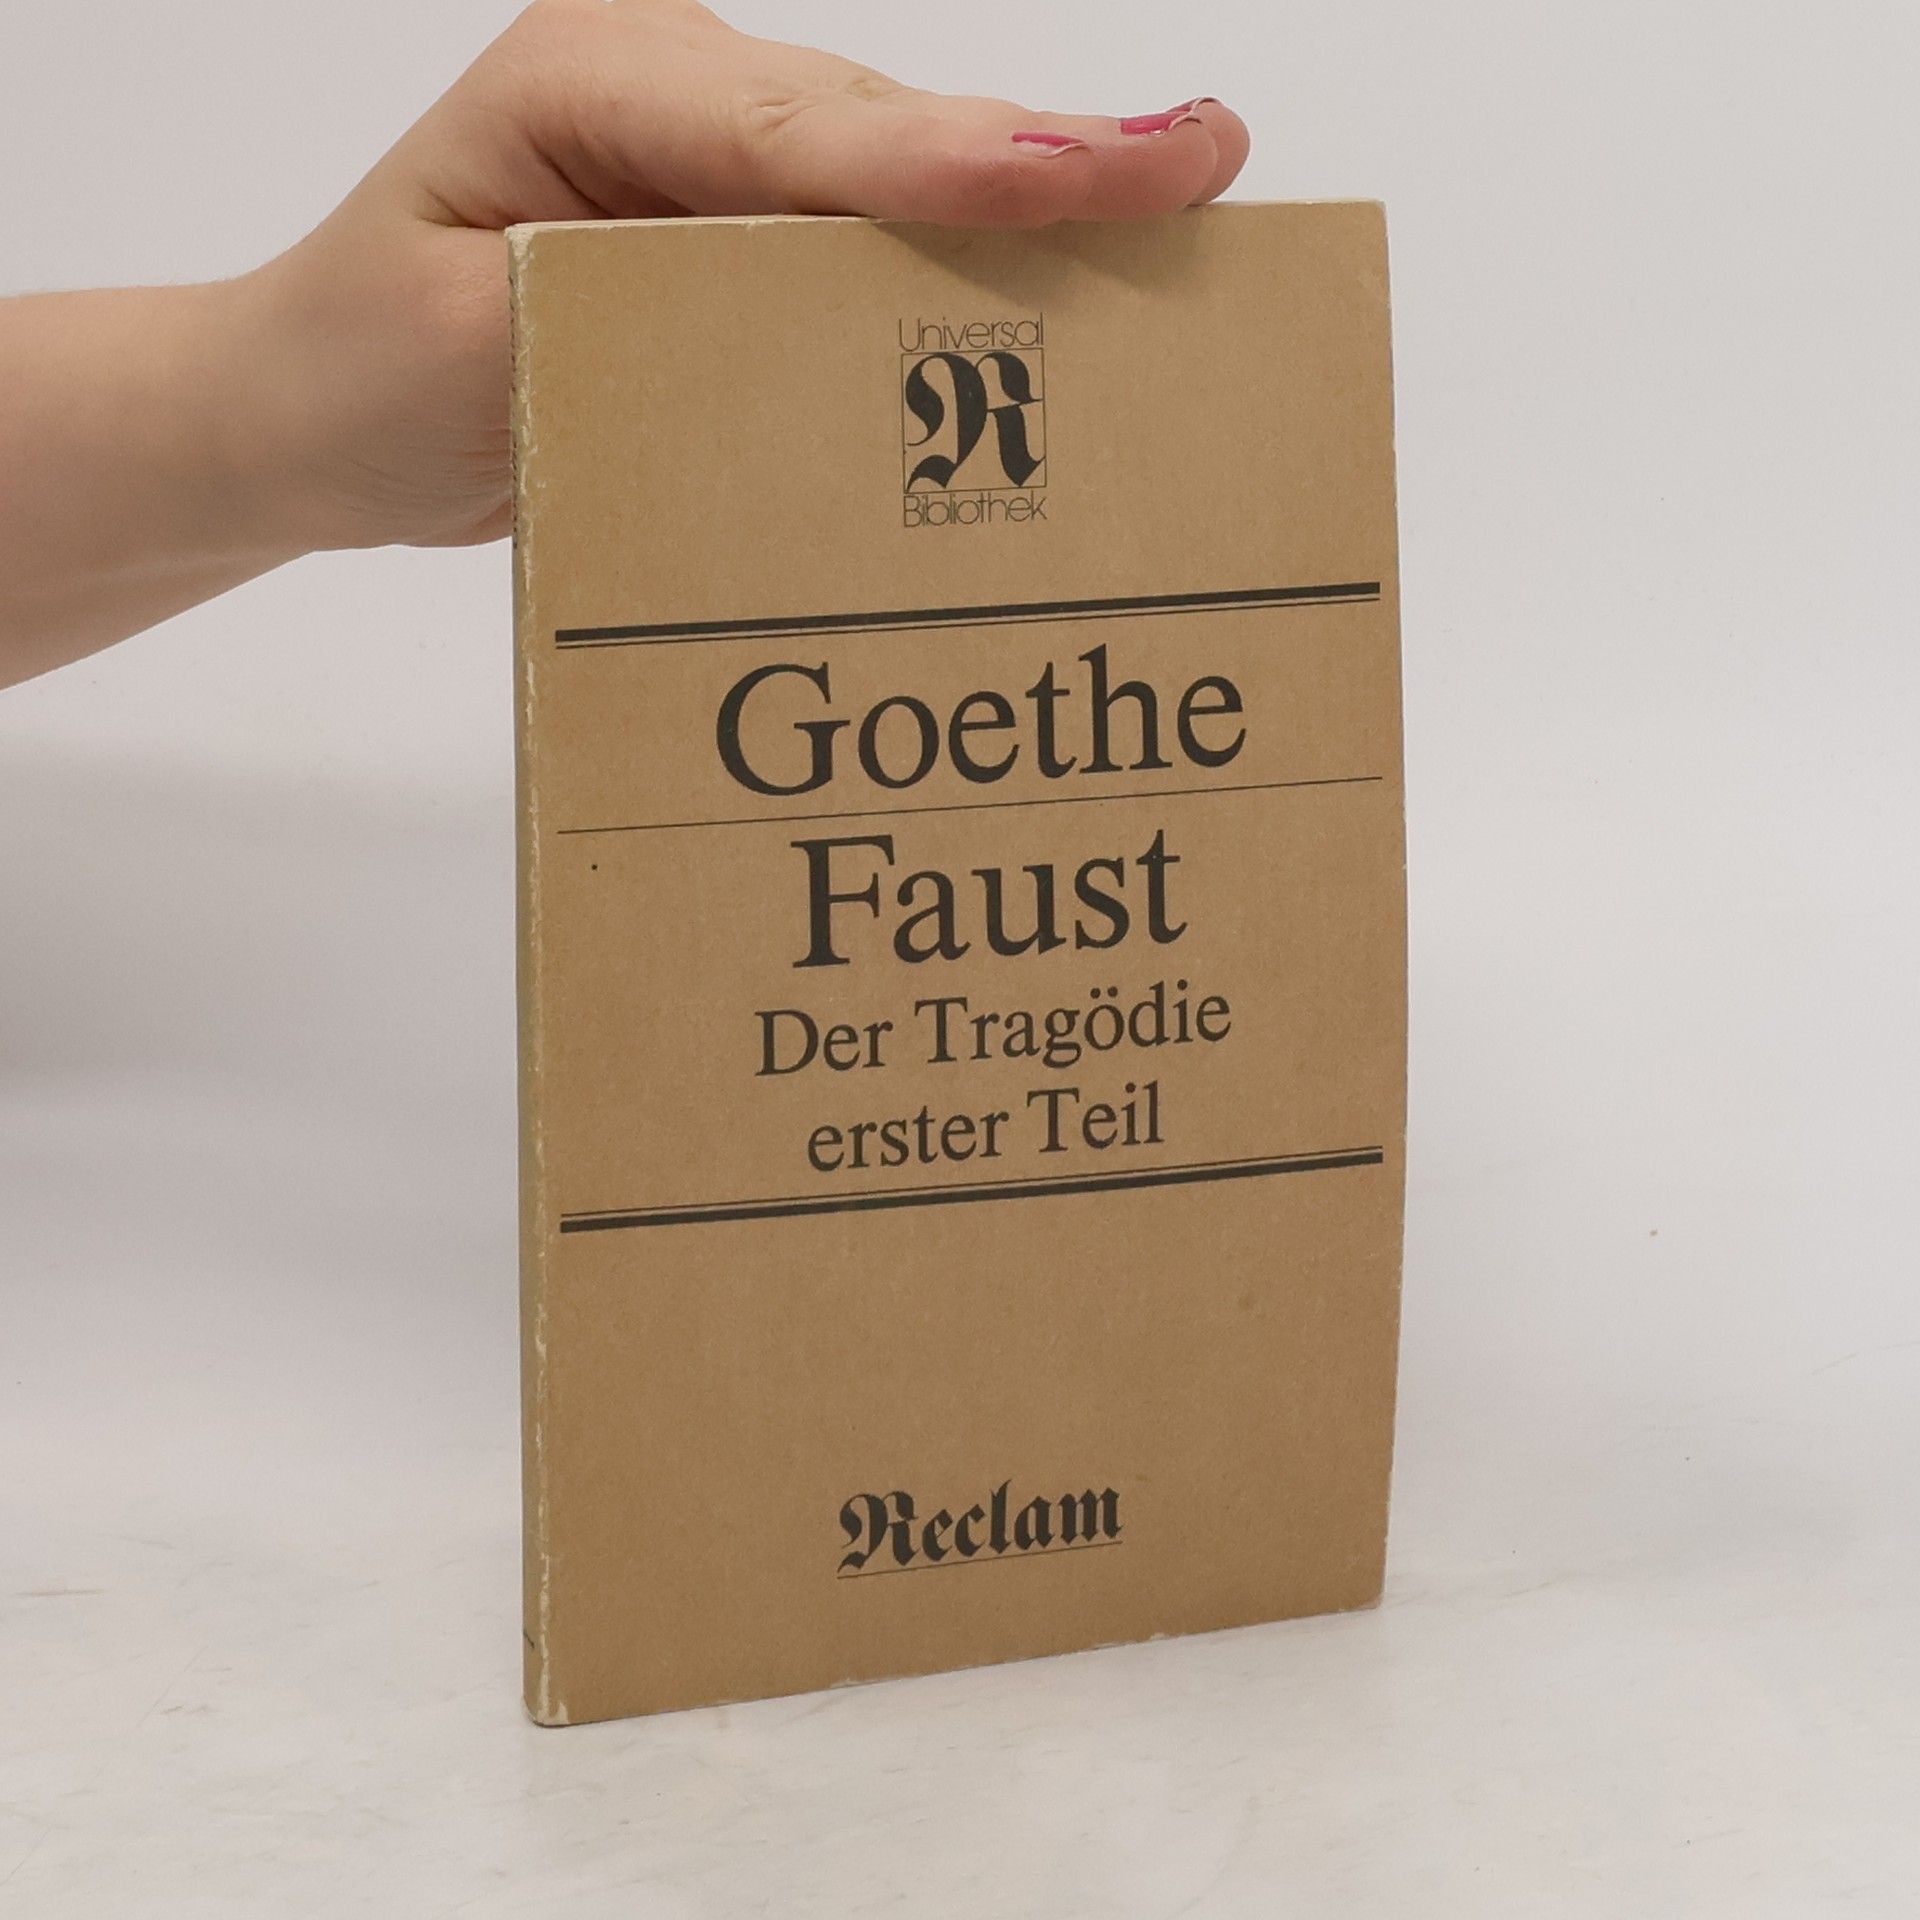 Universal
R
Bibliothek
Goethe
Faust
Der Tragödie
erster Teil
Reclam